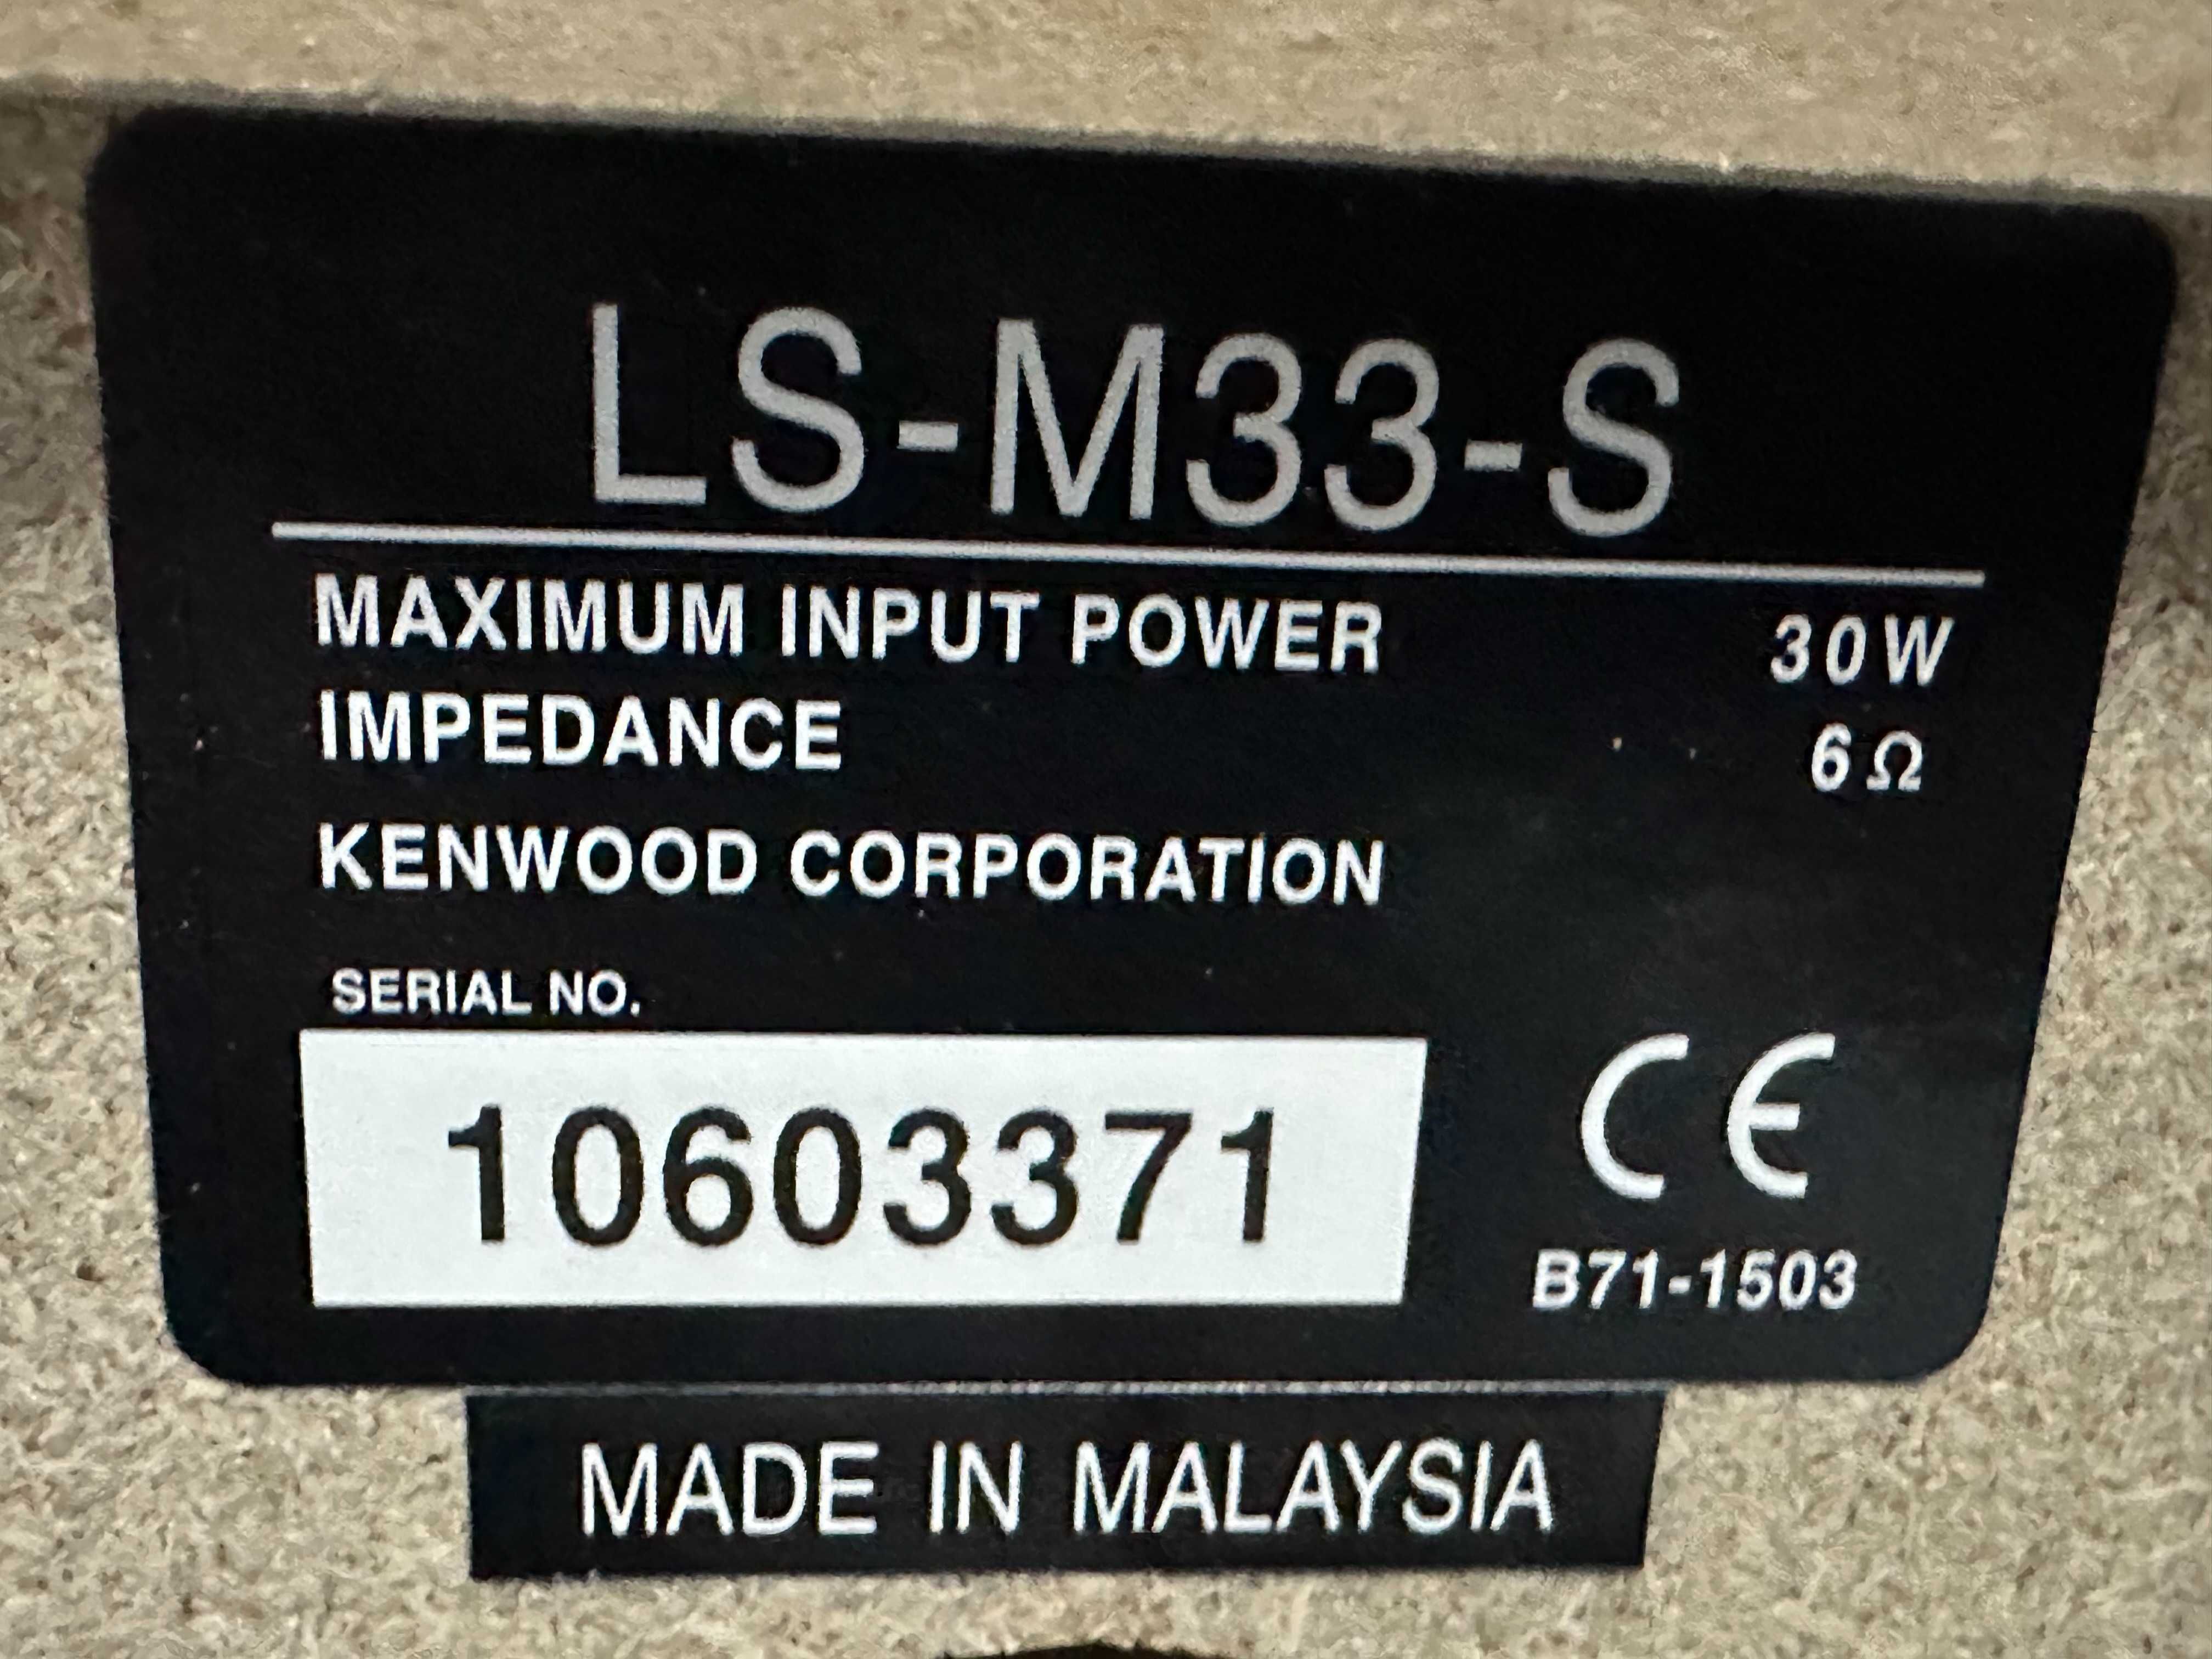 LS-M33-S
MAXIMUM INPUT POWER 30W
IMPEDANCE 6Ω
KENWOOD CORPORATION
SERIAL NO.
10603371
CE
B71-1503
MADE IN MALAYSIA